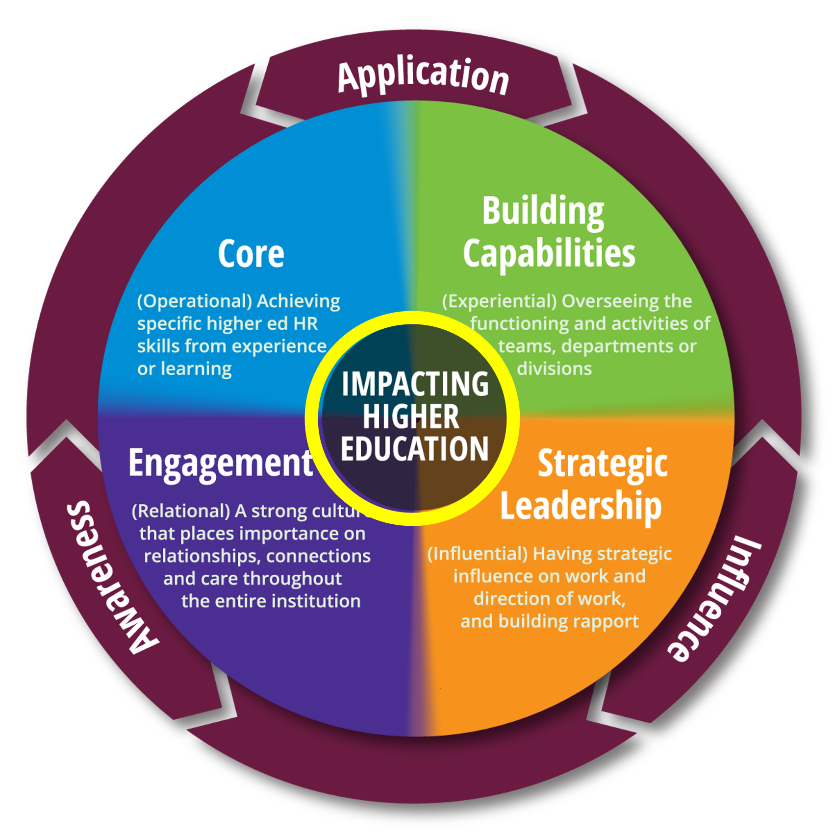 Application
Core
(Operational) Achieving
specific higher ed HR
skills from experience
or learning
Building
Capabilities
(Experiential) Overseeing the
functioning and activities of
teams, departments or
divisions
IMPACTING
HIGHER
EDUCATION
Engagement
(Relational) A strong culture
that places importance on
relationships, connections
and care throughout
the entire institution
Strategic
Leadership
(Influential) Having strategic
influence on work and
direction of work,
and building rapport
Awareness
Influence